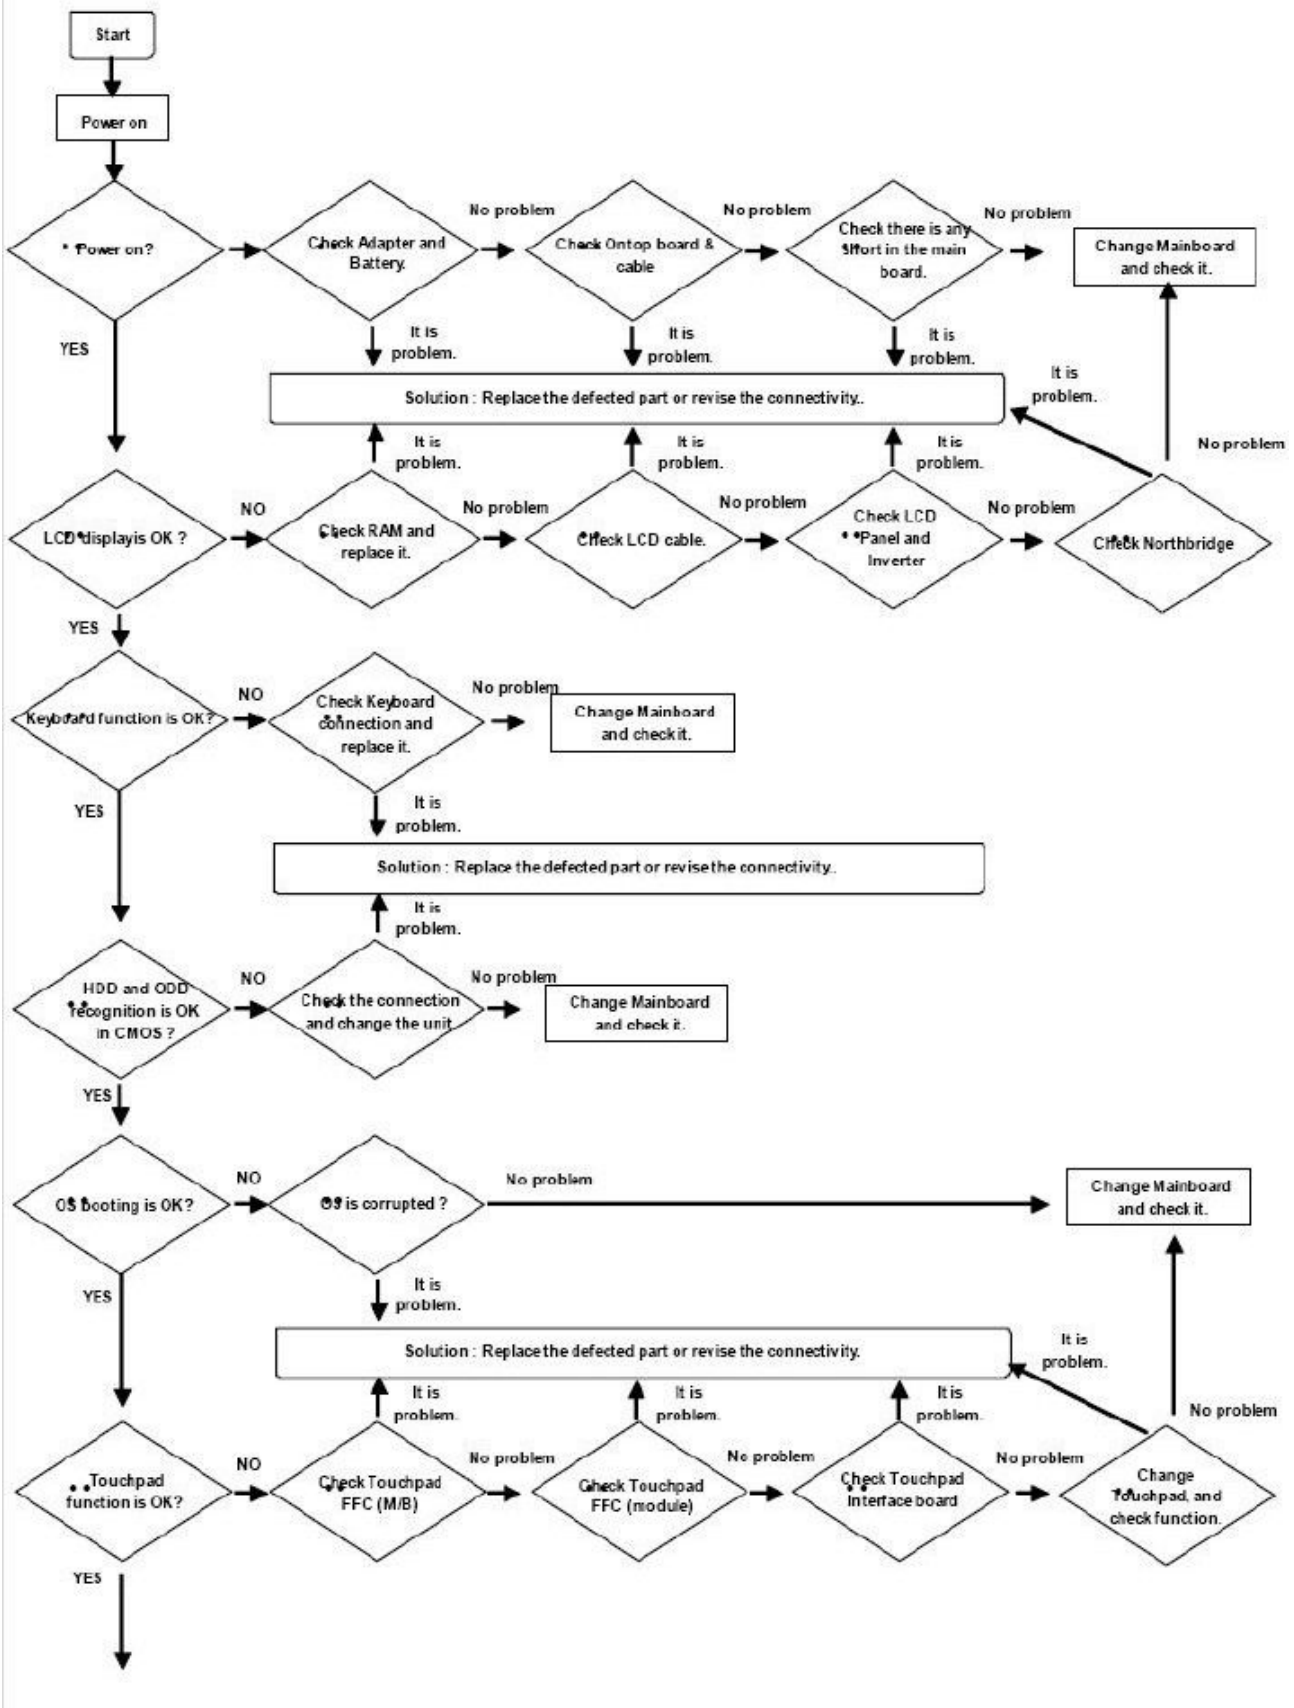 Start
Power on
Power on?
Check Adapter and
Battery.
No problem
Check Ontop board &
cable
No problem
Check there is any
short in the main
board.
No problem
Change Mainboard
and check it.
YES
It is
problem.
It is
problem.
It is
problem.
Solution : Replace the defected part or revise the connectivity..
It is
problem.
No problem
It is
problem.
It is
problem.
It is
problem.
LCD displayis OK ?
NO
Check RAM and
replace it.
No problem
Check LCD cable.
No problem
Check LCD
Panel and
Inverter
No problem
Check Northbridge
YES
Keyboard function is OK?
NO
Check Keyboard
connection and
replace it.
No problem
Change Mainboard
and check it.
YES
It is
problem.
Solution : Replace the defected part or revise the connectivity..
It is
problem.
HDD and ODD
recognition is OK
in CMOS ?
NO
Check the connection
and change the unit
No problem
Change Mainboard
and check it.
YES
OS booting is OK?
NO
OS is corrupted ?
No problem
Change Mainboard
and check it.
YES
It is
problem.
Solution : Replace the defected part or revise the connectivity.
It is
problem.
It is
problem.
It is
problem.
It is
problem.
No problem
Touchpad
function is OK?
NO
Check Touchpad
FFC (M/B)
No problem
Check Touchpad
FFC (module)
No problem
Check Touchpad
Interface board
No problem
Change
Touchpad, and
check function.
YES